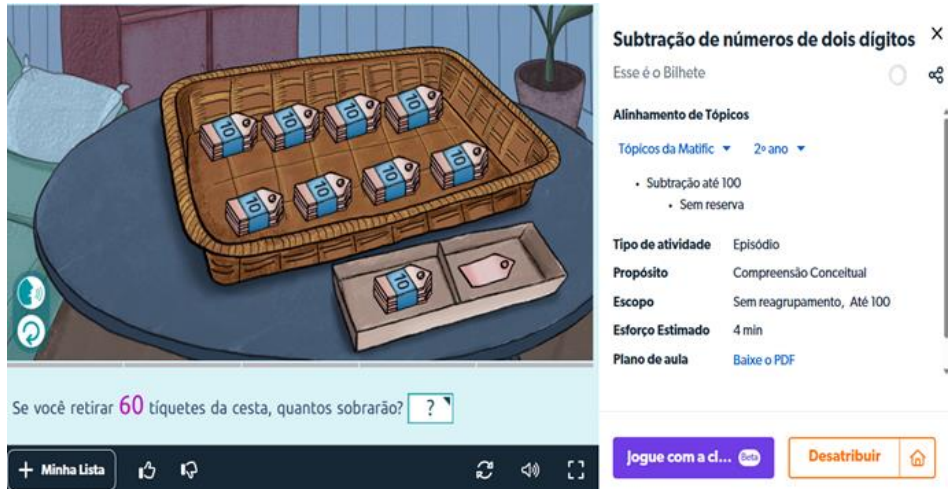 10 10 10 10
10 10 10 10
10
Se você retirar 60 tíquetes da cesta, quantos sobrarão? ?
+ Minha Lista
Subtração de números de dois dígitos X
Esse é o Bilhete
Alinhamento de Tópicos
Tópicos da Matific 2º ano
• Subtração até 100
• Sem reserva
Tipo de atividade Episódio
Propósito Compreensão Conceitual
Escopo Sem reagrupamento, Até 100
Esforço Estimado 4 min
Plano de aula Baixe o PDF
Jogue com a cl... Beta Desatribuir